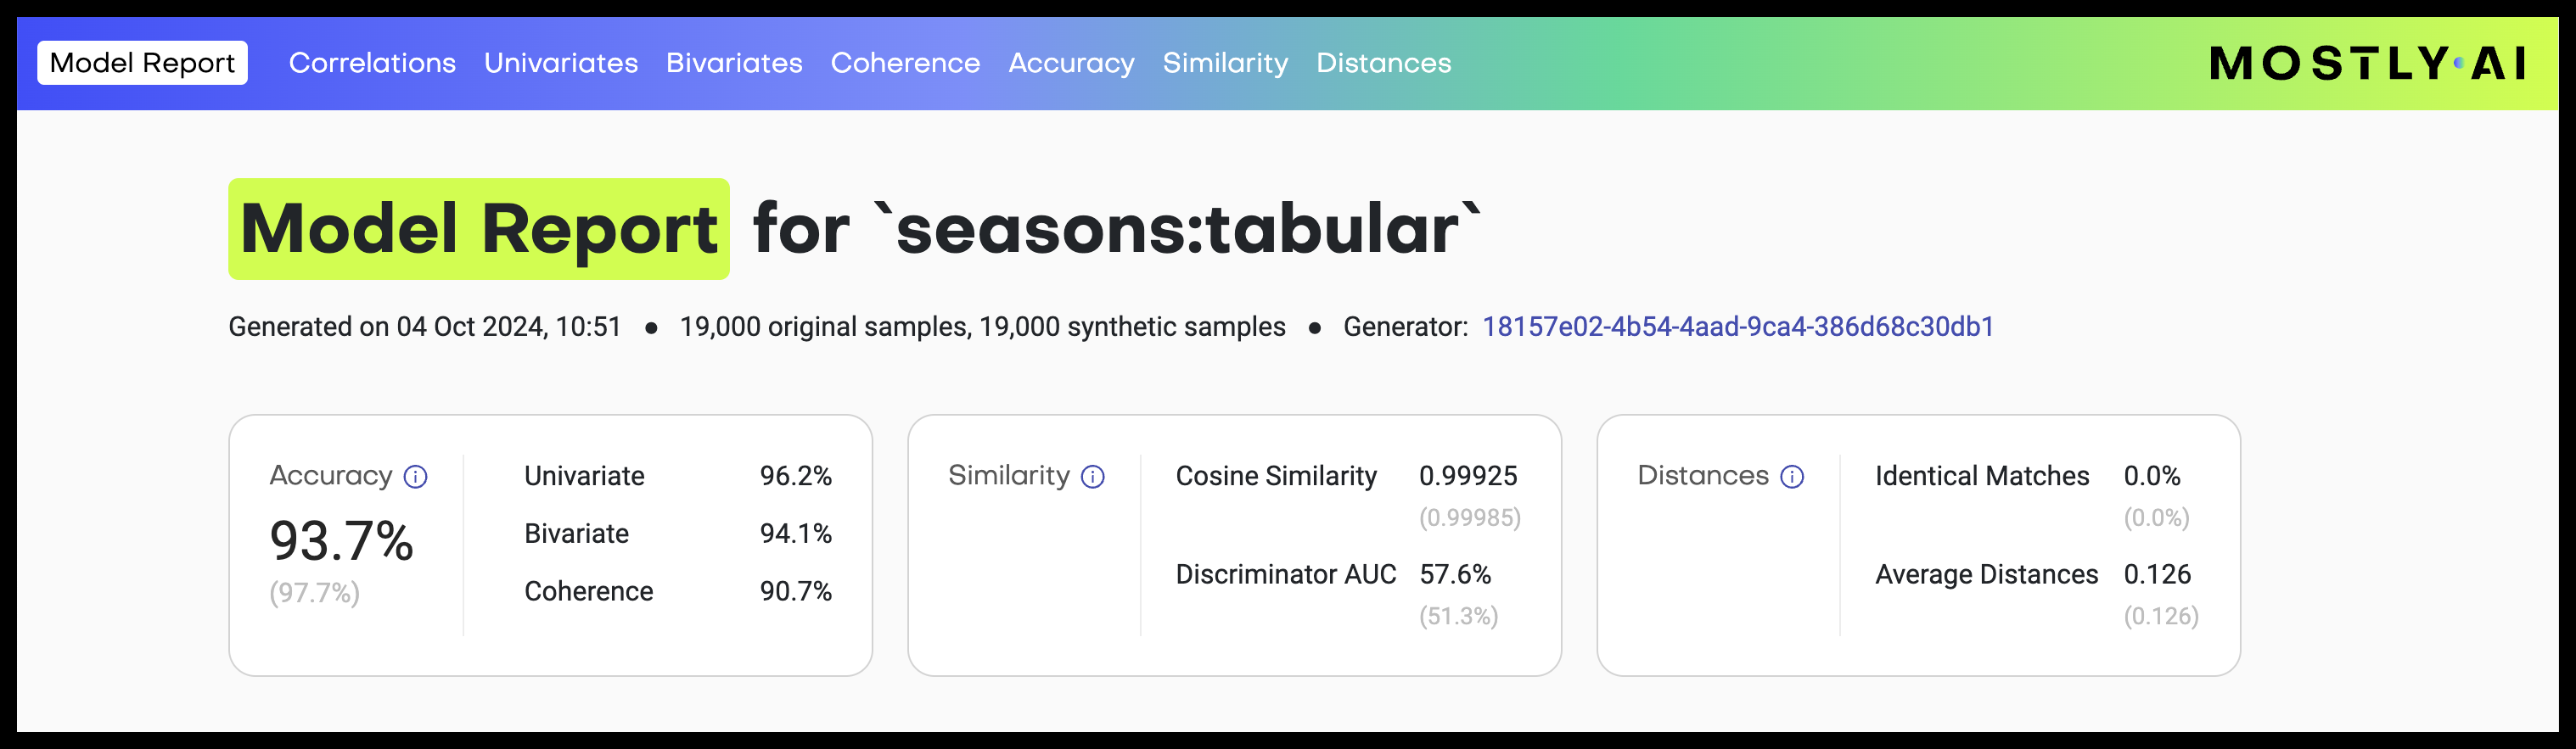 Model Report Correlations Univariates Bivariates Coherence Accuracy Similarity Distances MOSTLY•AI
Model Report for `seasons:tabular`
Generated on 04 Oct 2024, 10:51 • 19,000 original samples, 19,000 synthetic samples • Generator: 18157e02-4b54-4aad-9ca4-386d68c30db1
Accuracy
93.7%
(97.7%)
Univariate 96.2%
Bivariate 94.1%
Coherence 90.7%
Similarity
Cosine Similarity 0.99925
(0.99985)
Discriminator AUC 57.6%
(51.3%)
Distances
Identical Matches 0.0%
(0.0%)
Average Distances 0.126
(0.126)